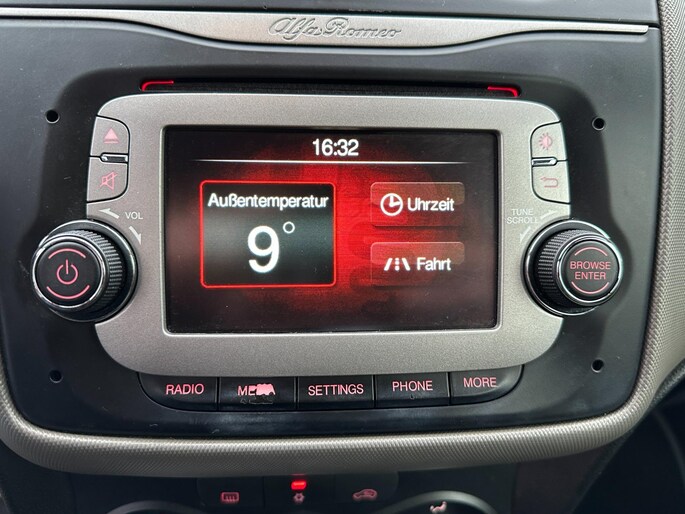 Alfa Romeo
16:32
VOL
TUNE
SCROLL
Außentemperatur
9°
Uhrzeit
Fahrt
BROWSE
ENTER
RADIO
SETTINGS
PHONE
MORE